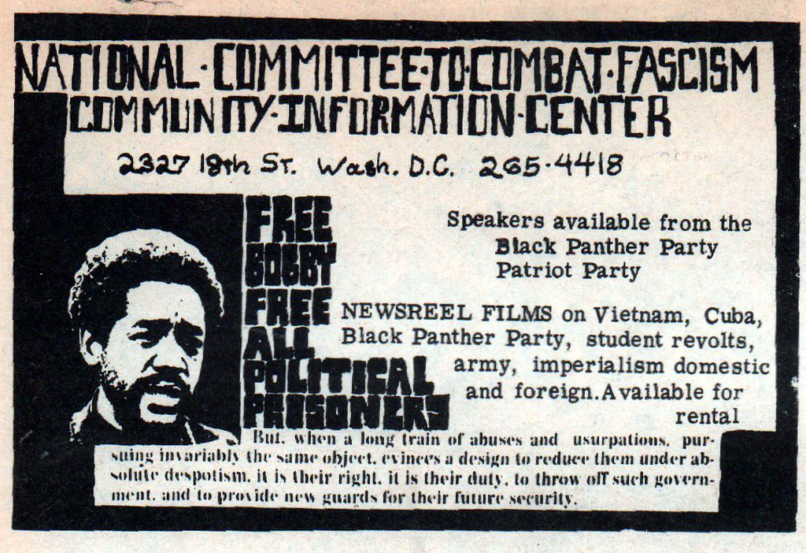 NATIONAL·COMMITTEE·TO·COMBAT·FASCISM
COMMUNITY·INFORMATION·CENTER
2327 18th ST. Wash. D.C. 265-4418
FREE
BOBBY
FREE
ALL
POLITICAL
PRISONERS
Speakers available from the
Black Panther Party
Patriot Party
NEWSREEL FILMS on Vietnam, Cuba,
Black Panther Party, student revolts,
army, imperialism domestic
and foreign. Available for
rental
But, when a long train of abuses and usurpations, pur-
suing invariably the same object, evinces a design to reduce them under ab-
solute despotism, it is their right, it is their duty, to throw off such govern-
ment, and to provide new guards for their future security.